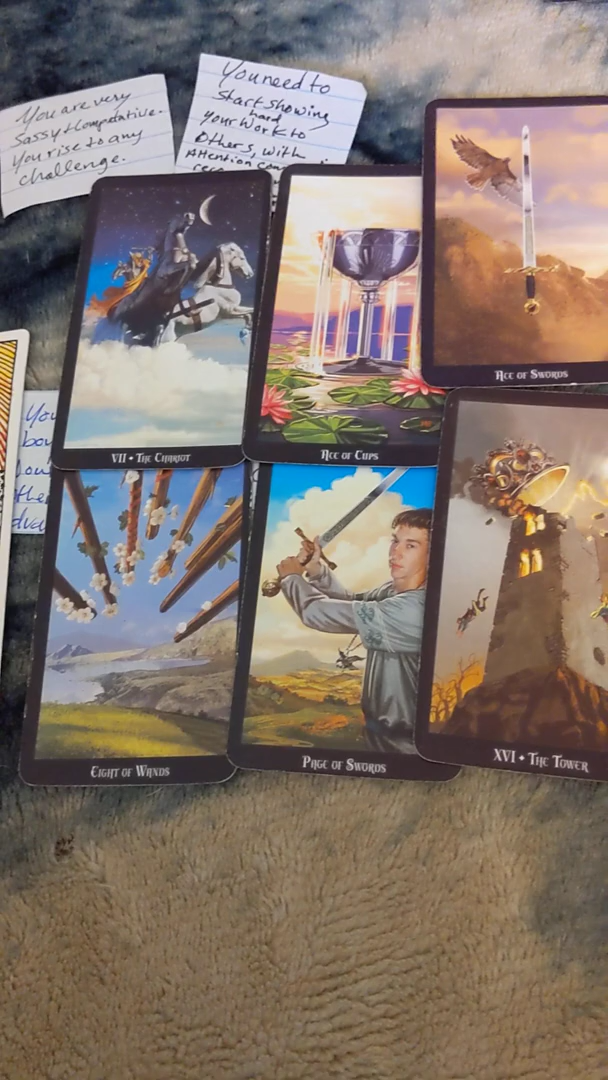 You are very
Sassy + Competative.
You rise to any
challenge.
You need to
Start showing
hard
your work to
Others, with
Attention
VII • The Chariot
Ace of Cups
Ace of Swords
You
Eight of Wands
Page of Swords
XVI • The Tower